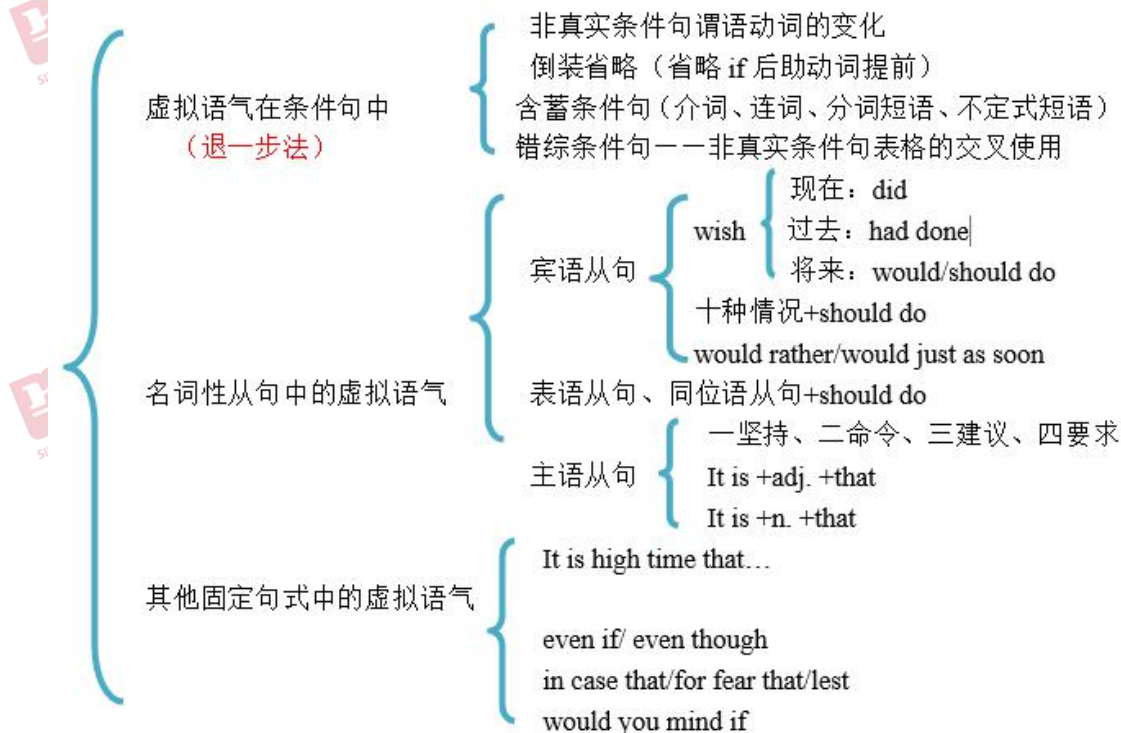 非真实条件句谓语动词的变化
倒装省略（省略 if 后助动词提前）
虚拟语气在条件句中
含蓄条件句（介词、连词、分词短语、不定式短语）
（退一步法）
错综条件句——非真实条件句表格的交叉使用
现在：did
wish
过去：had done
宾语从句
将来：would/should do
十种情况+should do
would rather/would just as soon
名词性从句中的虚拟语气
表语从句、同位语从句+should do
一坚持、二命令、三建议、四要求
主语从句
It is +adj. +that
It is +n. +that
It is high time that…
其他固定句式中的虚拟语气
even if/ even though
in case that/for fear that/lest
would you mind if